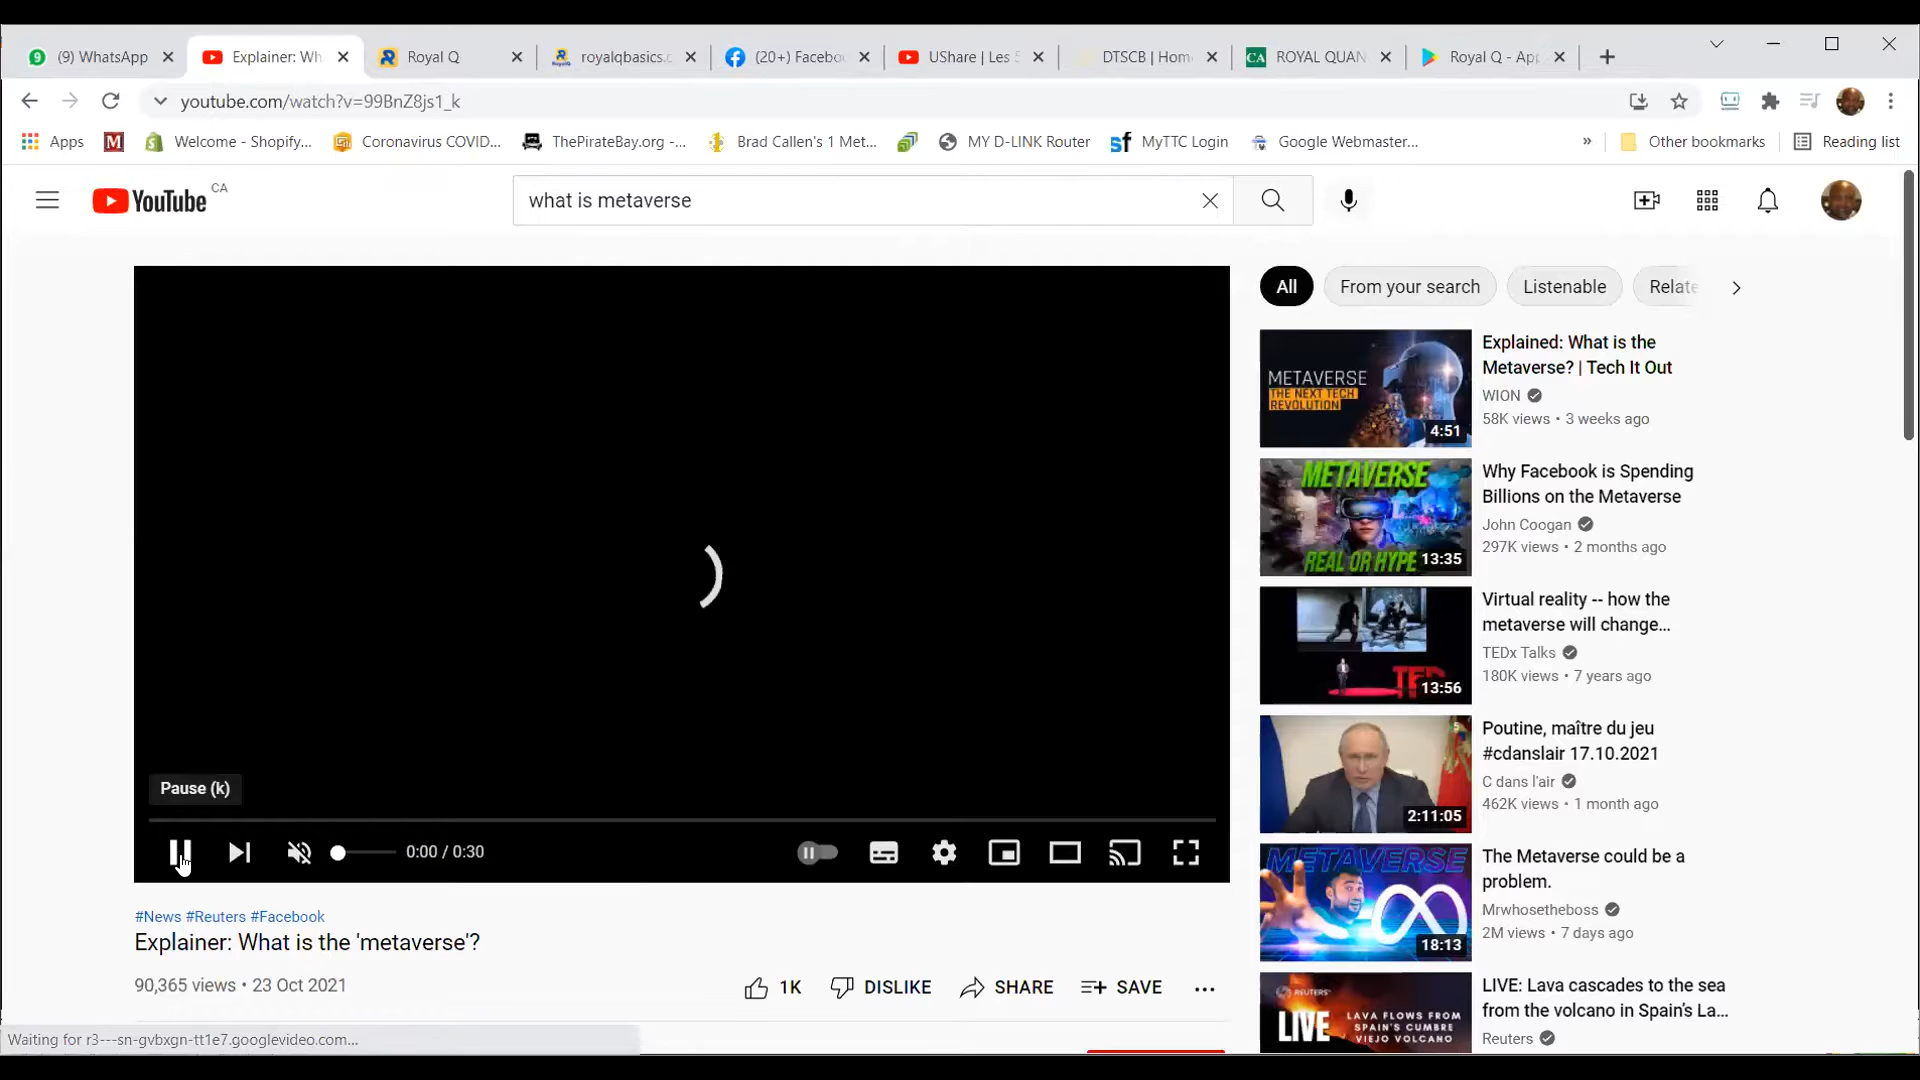 (9) WhatsApp
Explainer: Wh
Royal Q
royalqbasics.c
(20+) Facebo
UShare | Les 5
DTSCB | Hom
CA
ROYAL QUAN
Royal Q - App
youtube.com/watch?v=99BnZ8js1_k
Apps
M
Welcome - Shopify...
Coronavirus COVID...
ThePirateBay.org -...
Brad Callen's 1 Met...
MY D-LINK Router
MyTTC Login
Google Webmaster...
»
Other bookmarks
Reading list
YouTube
CA
what is metaverse
All
From your search
Listenable
Relate
METAVERSE
THE NEXT TECH
REVOLUTION
4:51
Explained: What is the
Metaverse? | Tech It Out
WION
58K views • 3 weeks ago
METAVERSE
REAL OR HYPE
13:35
Why Facebook is Spending
Billions on the Metaverse
John Coogan
297K views • 2 months ago
TED
13:56
Virtual reality -- how the
metaverse will change...
TEDx Talks
180K views • 7 years ago
2:11:05
Poutine, maître du jeu
#cdanslair 17.10.2021
C dans l'air
462K views • 1 month ago
METAVERSE
18:13
The Metaverse could be a
problem.
Mrwhosetheboss
2M views • 7 days ago
REUTERS
LIVE
LAVA FLOWS FROM
SPAIN'S CUMBRE
VIEJO VOLCANO
LIVE: Lava cascades to the sea
from the volcano in Spain's La...
Reuters
Pause (k)
0:00 / 0:30
#News #Reuters #Facebook
Explainer: What is the 'metaverse'?
90,365 views • 23 Oct 2021
1K
DISLIKE
SHARE
SAVE
Waiting for r3---sn-gvbxgn-tt1e7.googlevideo.com...